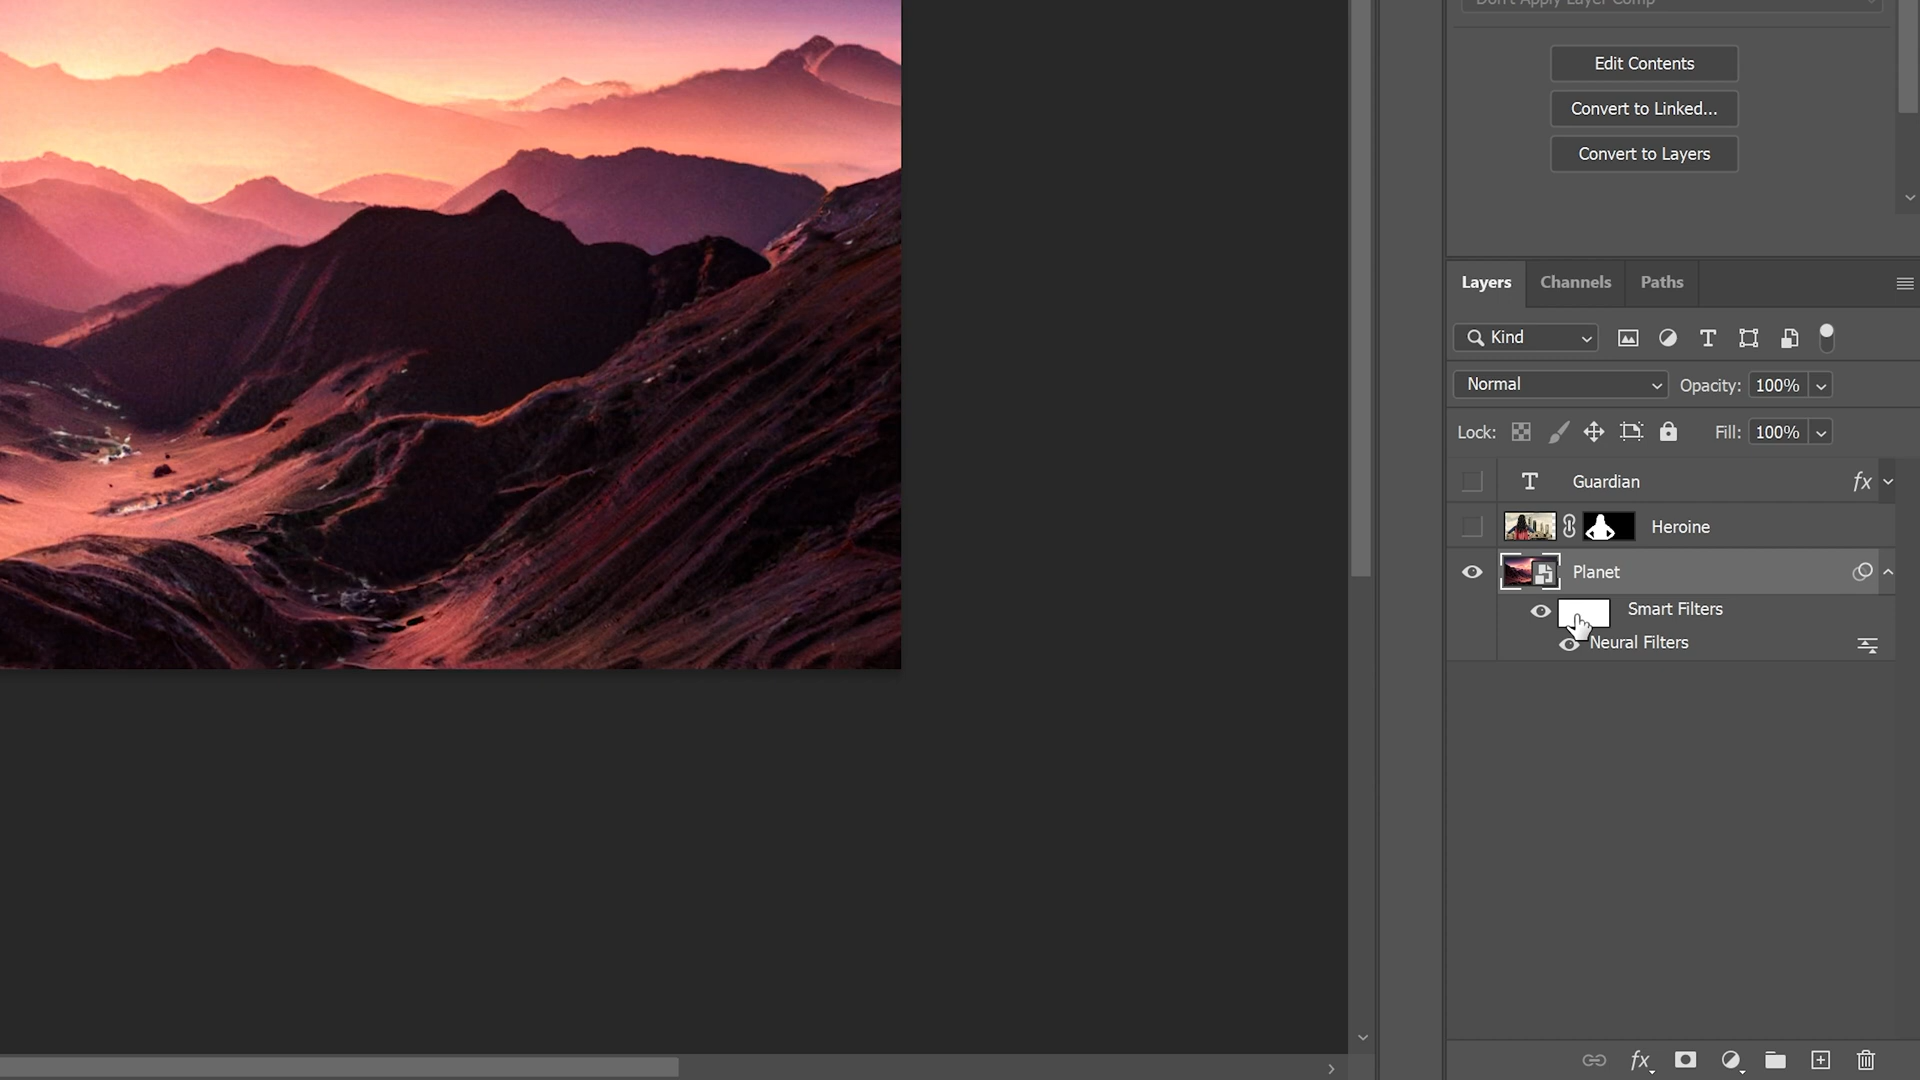 Don't Apply Layer Comp
Edit Contents
Convert to Linked...
Convert to Layers
Layers Channels Paths
Kind
Normal Opacity: 100%
Lock: Fill: 100%
T Guardian fx
Heroine
Planet
Smart Filters
Neural Filters
fx